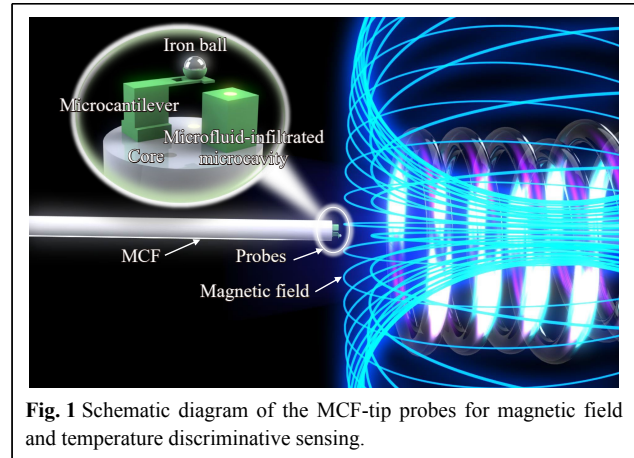 Iron ball
Microcantilever
Microfluid-infiltrated
Core
microcavity
MCF
Probes
Magnetic field
Fig. 1 Schematic diagram of the MCF-tip probes for magnetic field
and temperature discriminative sensing.